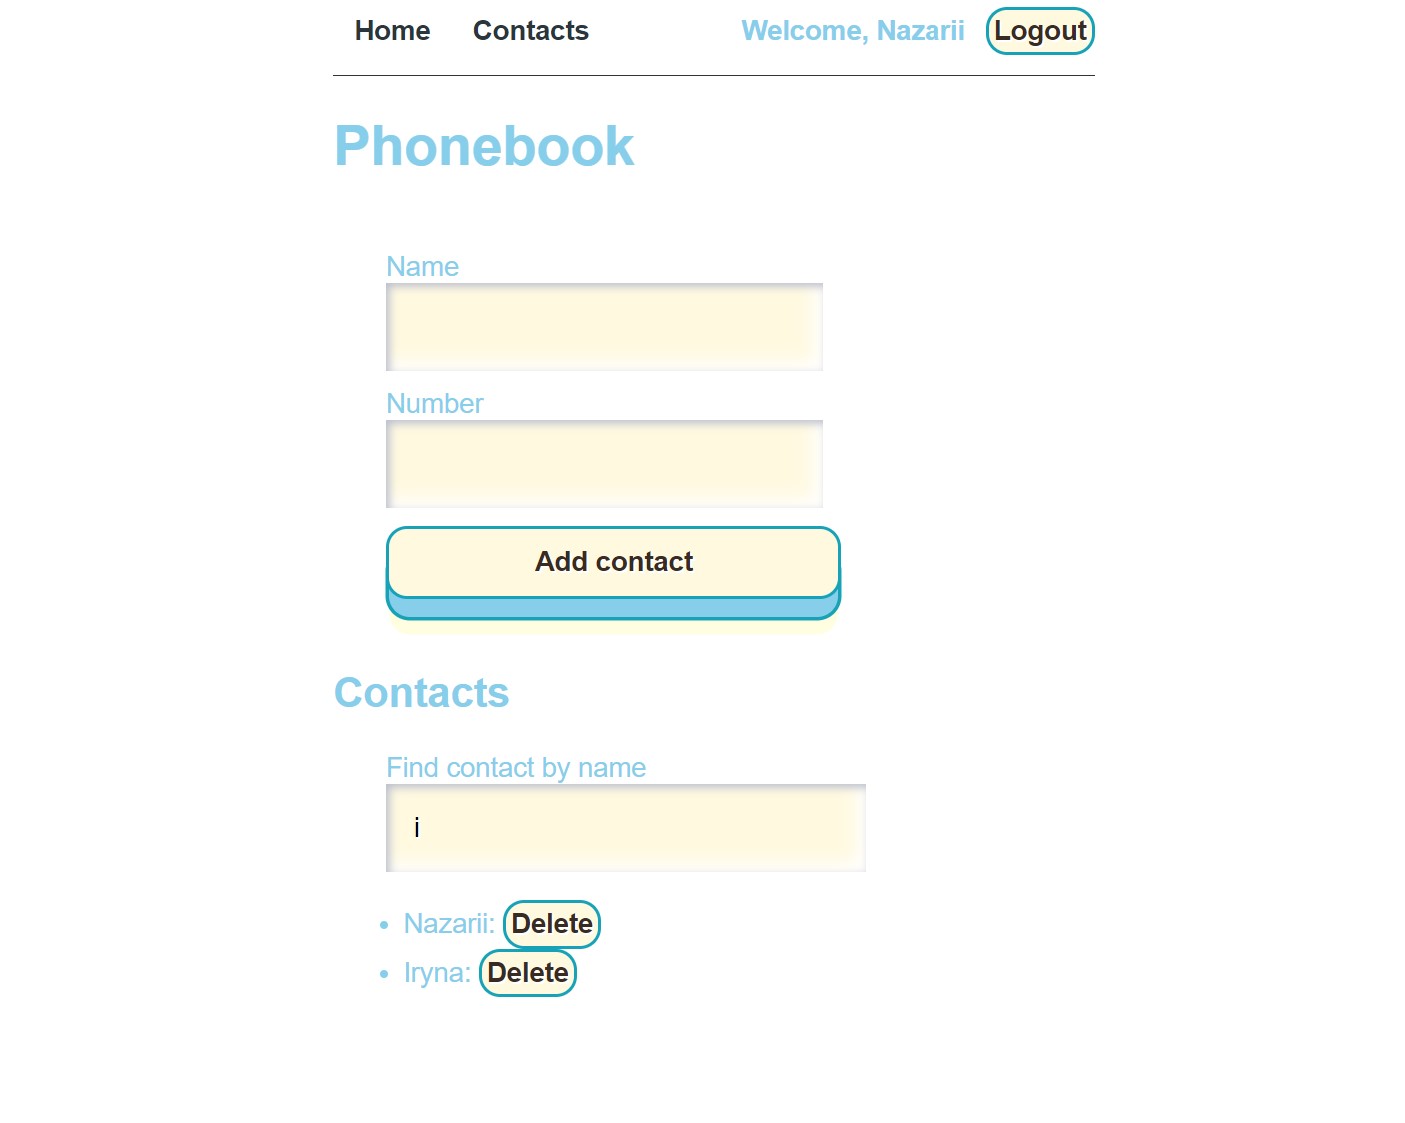 Home Contacts Welcome, Nazarii Logout
Phonebook
Name
Number
Add contact
Contacts
Find contact by name
i
Nazarii: Delete
Iryna: Delete